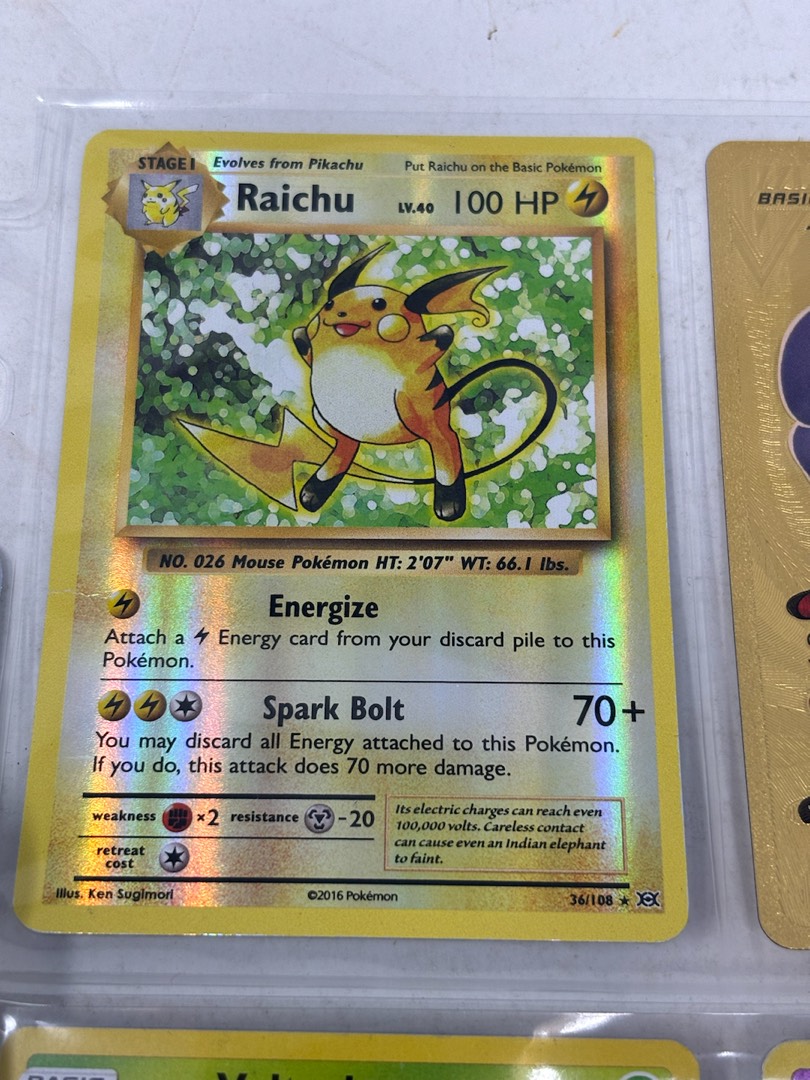 STAGE 1 Evolves from Pikachu Put Raichu on the Basic Pokémon
Raichu LV.40 100 HP
NO. 026 Mouse Pokémon HT: 2'07" WT: 66.1 lbs.
Energize
Attach a Energy card from your discard pile to this
Pokémon.
Spark Bolt 70+
You may discard all Energy attached to this Pokémon.
If you do, this attack does 70 more damage.
weakness ×2 resistance -20
retreat
cost
Its electric charges can reach even
100,000 volts. Careless contact
can cause even an Indian elephant
to faint.
Illus. Ken Sugimori ©2016 Pokémon 36/108 ★
BASIC